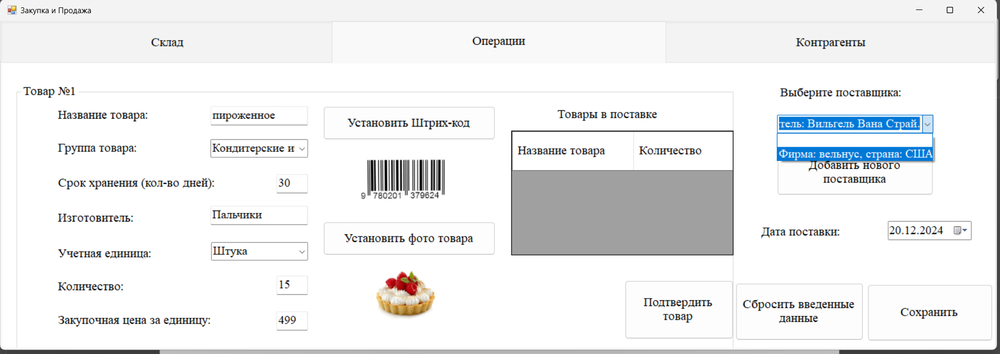 Закупка и Продажа
Склад
Операции
Контрагенты
Товар №1
Название товара:
пироженное
Группа товара:
Кондитерские и
Срок хранения (кол-во дней):
30
Изготовитель:
Пальчики
Учетная единица:
Штука
Количество:
15
Закупочная цена за единицу:
499
Установить Штрих-код
9 780201 379624
Установить фото товара
Товары в поставке
Название товара
Количество
Подтвердить
товар
Выберите поставщика:
тель: Вильгель Вана Страй.
Фирма: вельнус, страна: США
Добавить нового
поставщика
Дата поставки:
20.12.2024
Сбросить введенные
данные
Сохранить